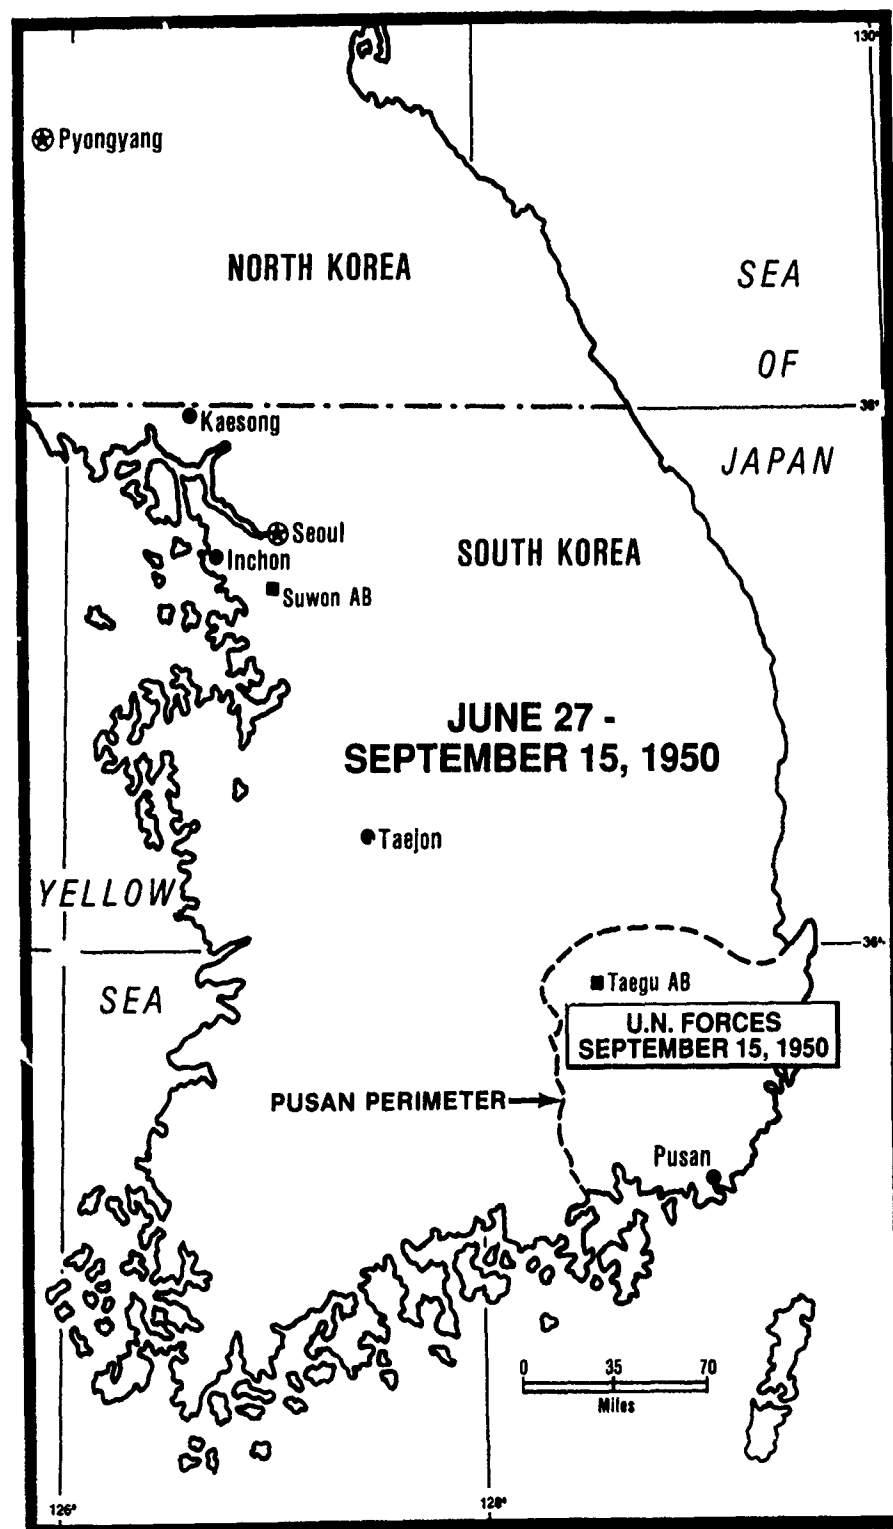 130°
Pyongyang
NORTH KOREA
SEA
OF
JAPAN
38°
Kaesong
Seoul
Inchon
SOUTH KOREA
Suwon AB
JUNE 27 -
SEPTEMBER 15, 1950
Taejon
YELLOW
SEA
36°
Taegu AB
U.N. FORCES
SEPTEMBER 15, 1950
PUSAN PERIMETER
Pusan
0 35 70
Miles
126°
128°